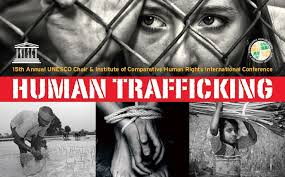 15th Annual UNESCO Chair & Institute of Comparative Human Rights International Conference
HUMAN TRAFFICKING